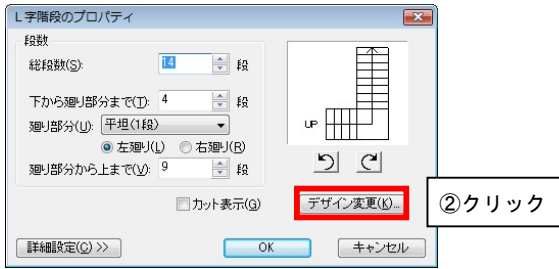 L字階段のプロパティ
段数
総段数(S): 14 段
下から廻り部分まで(T): 4 段
廻り部分(U): 平坦(1段)
左廻り(L) 右廻り(R)
廻り部分から上まで(V): 9 段
UP
カット表示(G)
デザイン変更(K)...
②クリック
詳細設定(C) >>
OK
キャンセル